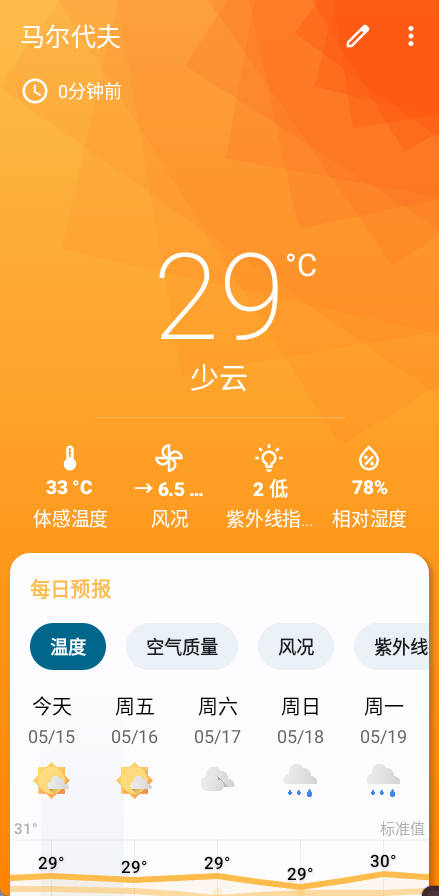 马尔代夫
0分钟前
29°C
少云
33 °C
→ 6.5 ...
2 低
78%
体感温度
风况
紫外线指...
相对湿度
每日预报
温度
空气质量
风况
紫外线
今天
周五
周六
周日
周一
05/15
05/16
05/17
05/18
05/19
31°
标准值
29°
29°
29°
29°
30°